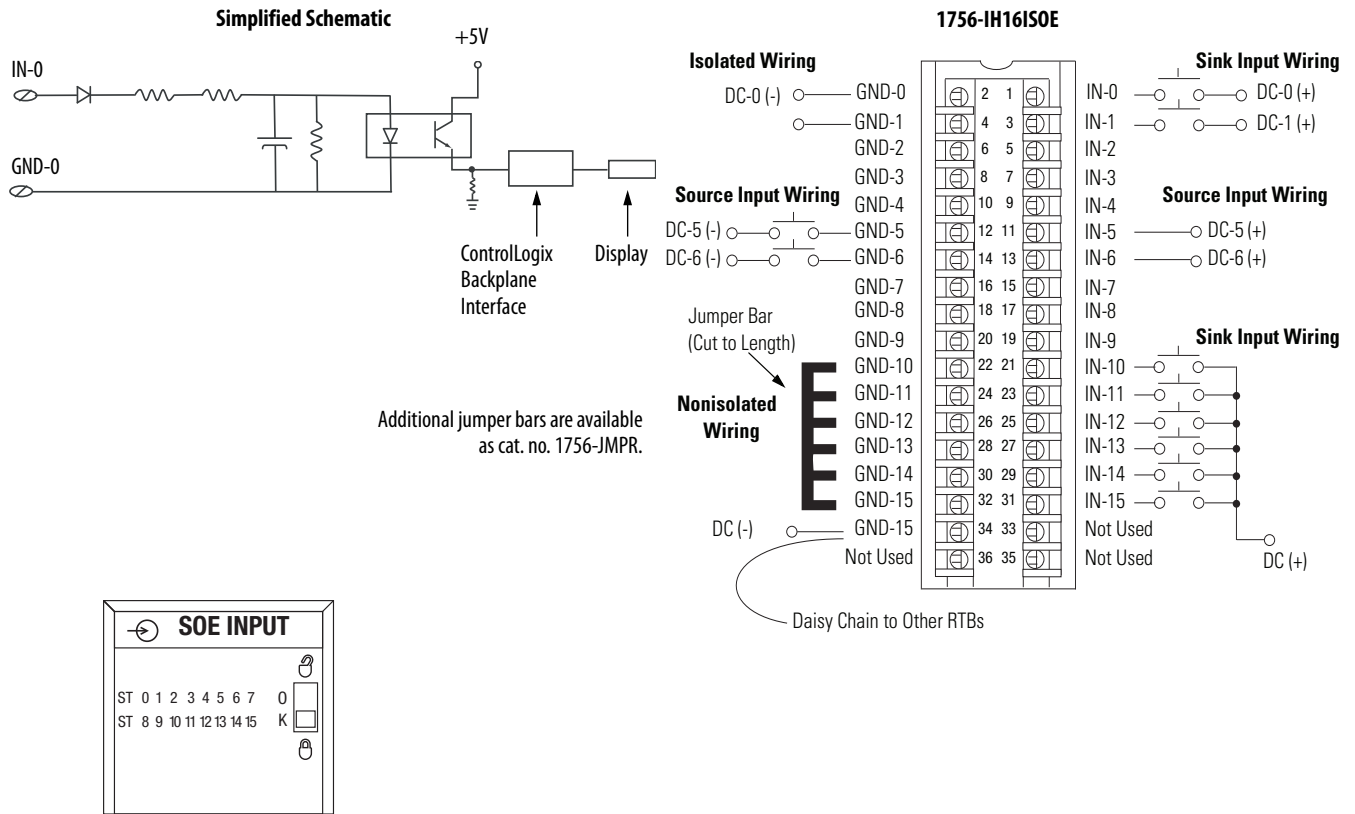 Simplified Schematic
+5V
IN-0
GND-0
ControlLogix
Backplane
Interface
Display
Additional jumper bars are available
as cat. no. 1756-JMPR.
1756-IH16ISOE
Isolated Wiring
Sink Input Wiring
DC-0 (-) GND-0 2 1 IN-0 DC-0 (+)
GND-1 4 3 IN-1 DC-1 (+)
GND-2 6 5 IN-2
GND-3 8 7 IN-3
Source Input Wiring
GND-4 10 9 IN-4
Source Input Wiring
DC-5 (-) GND-5 12 11 IN-5 DC-5 (+)
DC-6 (-) GND-6 14 13 IN-6 DC-6 (+)
GND-7 16 15 IN-7
GND-8 18 17 IN-8
Jumper Bar
(Cut to Length)
GND-9 20 19 IN-9
Sink Input Wiring
GND-10 22 21 IN-10
GND-11 24 23 IN-11
Nonisolated
Wiring
GND-12 26 25 IN-12
GND-13 28 27 IN-13
GND-14 30 29 IN-14
GND-15 32 31 IN-15
DC (-) GND-15 34 33 Not Used
Not Used 36 35 Not Used
DC (+)
Daisy Chain to Other RTBs
SOE INPUT
ST 0 1 2 3 4 5 6 7 O
ST 8 9 10 11 12 13 14 15 K